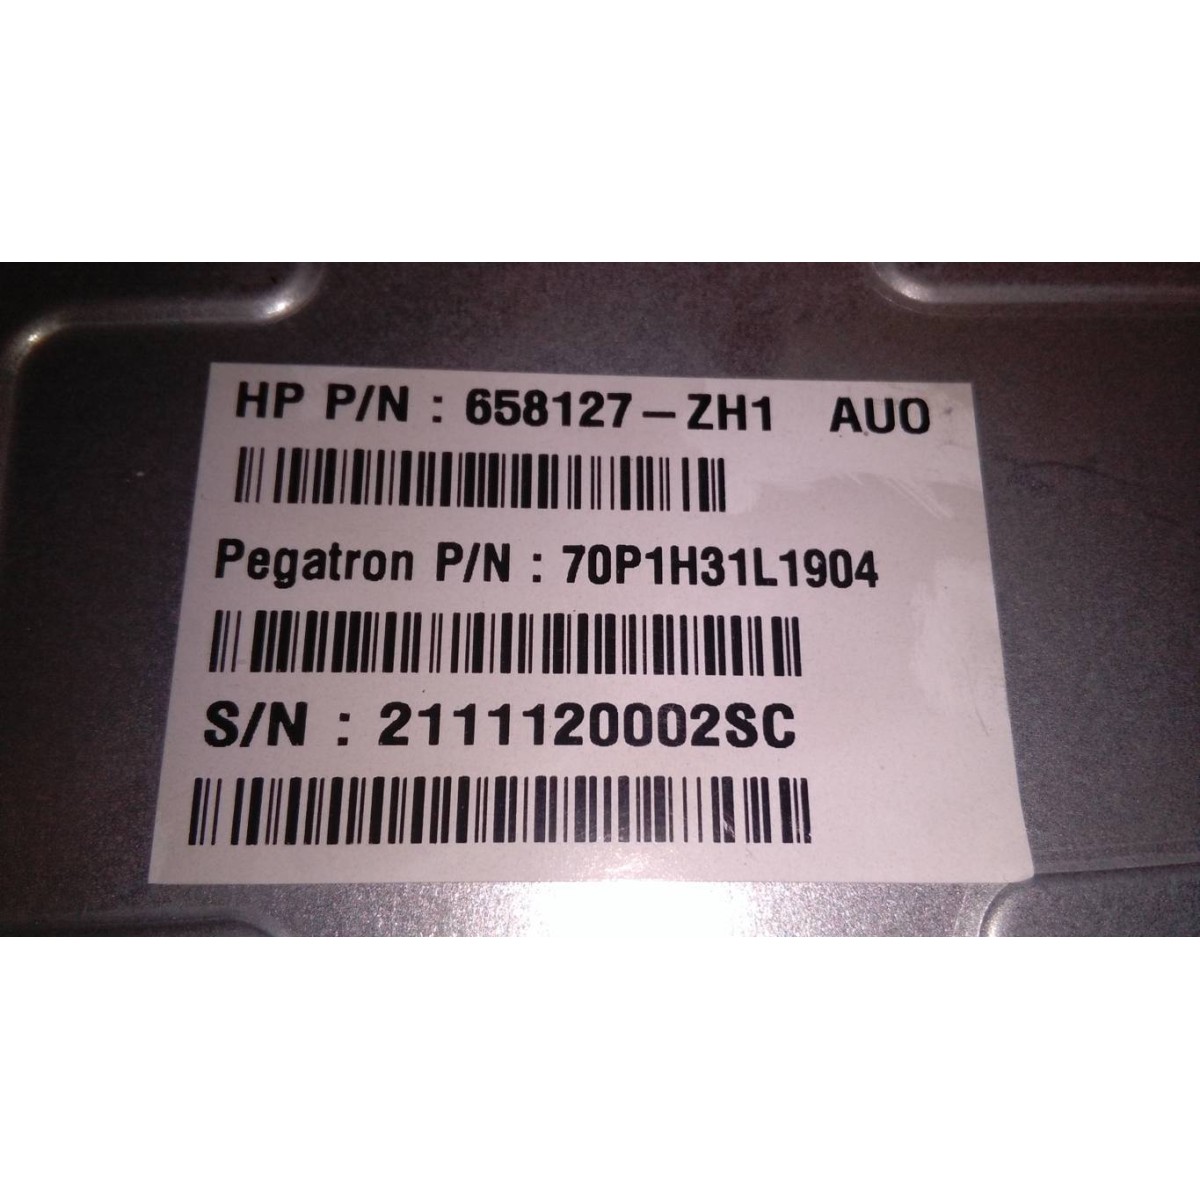 HP P/N : 658127-ZH1 AUO
Pegatron P/N : 70P1H31L1904
S/N : 2111120002SC